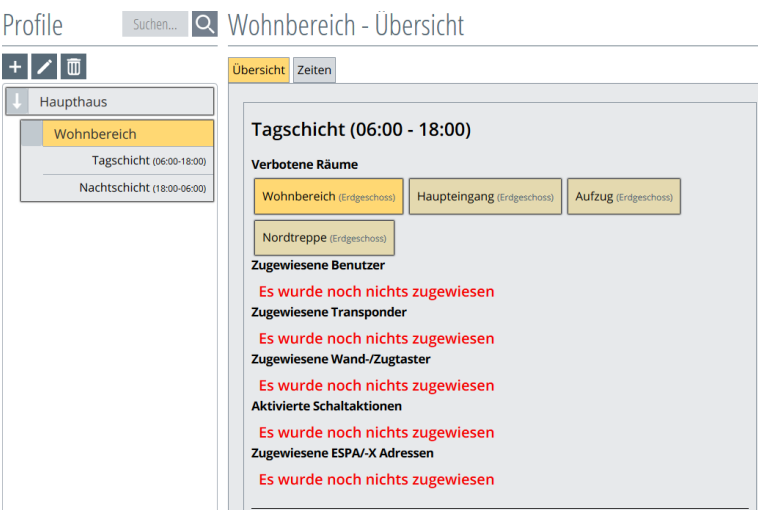 Profile
Suchen...
Haupthaus
Wohnbereich
Tagschicht (06:00-18:00)
Nachtschicht (18:00-06:00)
Wohnbereich - Übersicht
Übersicht Zeiten
Tagschicht (06:00 - 18:00)
Verbotene Räume
Wohnbereich (Erdgeschoss) Haupteingang (Erdgeschoss) Aufzug (Erdgeschoss)
Nordtreppe (Erdgeschoss)
Zugewiesene Benutzer
Es wurde noch nichts zugewiesen
Zugewiesene Transponder
Es wurde noch nichts zugewiesen
Zugewiesene Wand-/Zugtaster
Es wurde noch nichts zugewiesen
Aktivierte Schaltaktionen
Es wurde noch nichts zugewiesen
Zugewiesene ESPA/-X Adressen
Es wurde noch nichts zugewiesen